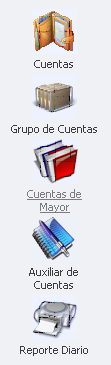 Cuentas
Grupo de Cuentas
Cuentas de
Mayor
Auxiliar de
Cuentas
Reporte Diario